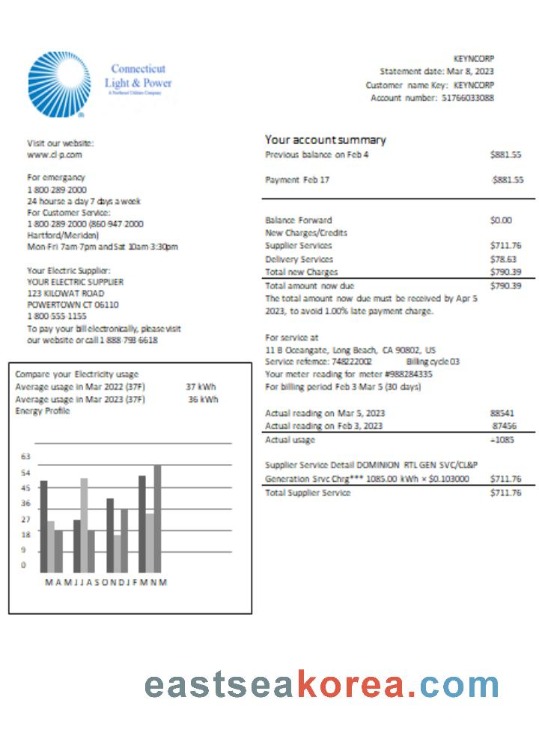 Connecticut
Light & Power
A Northeast Utilities Company
KEYNCORP
Statement date: Mar 8, 2023
Customer name Key: KEYNCORP
Account number: 51766033088
Visit our website:
www.cl-p.com
For emergancy
1 800 289 2000
24 hourse a day 7 days a week
For Customer Service:
1 800 289 2000 (860-947 2000
Hartford/Meriden)
Mon Fri 7am 7pm and Sat 10am 3:30pm
Your Electric Supplier:
YOUR ELECTRIC SUPPLIER
123 KILOWAT ROAD
POWERTOWN CT 06110
1 800 555 1155
To pay your bill electronically, please visit
our website or call 1 888 793 6618
Your account summary
Previous balance on Feb 4 $881.55
Payment Feb 17 -$881.55
Balance Forward $0.00
New Charges/Credits
Supplier Services $711.76
Delivery Services $78.63
Total new Charges $790.39
Total amount now due $790.39
The total amount now due must be received by Apr 5
2023, to avoid 1.00% late payment charge.
For service at
11 B Oceangate, Long Beach, CA 90802, US
Service refernce: 748222002 Billing cycle 03
Your meter reading for meter #988284335
For billing period Feb 3 Mar 5 (30 days)
Actual reading on Mar 5, 2023 88541
Actual reading on Feb 3, 2023 87456
Actual usage =1085
Supplier Service Detail DOMINION RTL GEN SVC/CL&P
Generation Srvc Chrg*** 1085.00 kWh × $0.103000 $711.76
Total Supplier Service $711.76
Compare your Electricity usage
Average usage in Mar 2022 (37F) 37 kWh
Average usage in Mar 2023 (37F) 36 kWh
Energy Profile
63
54
45
36
27
18
9
0
M A M J J A S O N D J F M N M
eastseakorea.com